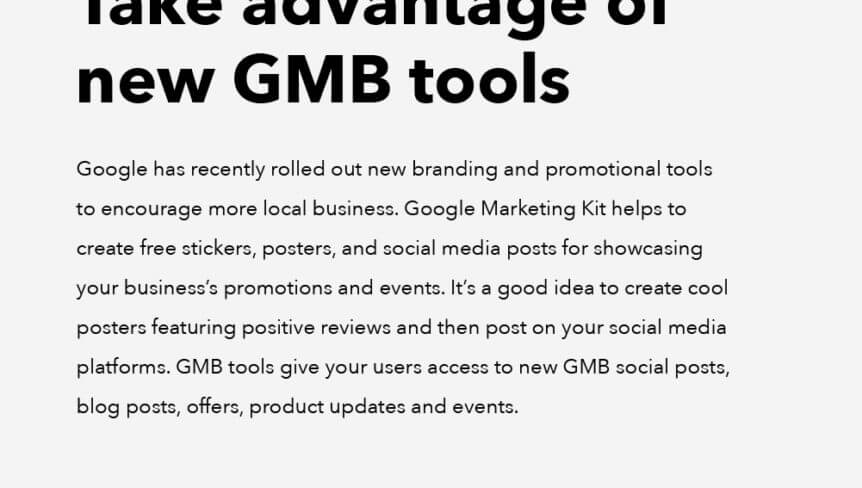 Take advantage of
new GMB tools
Google has recently rolled out new branding and promotional tools
to encourage more local business. Google Marketing Kit helps to
create free stickers, posters, and social media posts for showcasing
your business’s promotions and events. It’s a good idea to create cool
posters featuring positive reviews and then post on your social media
platforms. GMB tools give your users access to new GMB social posts,
blog posts, offers, product updates and events.